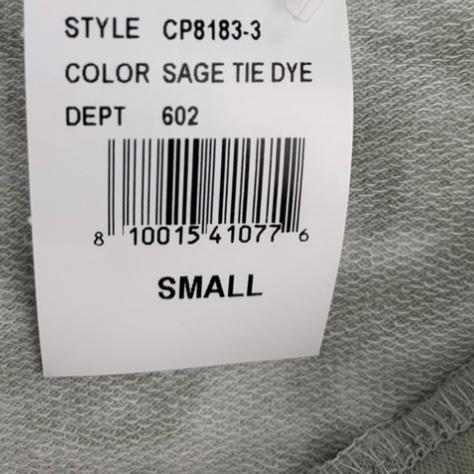 STYLE CP8183-3
COLOR SAGE TIE DYE
DEPT 602
8 10015 41077 6
SMALL